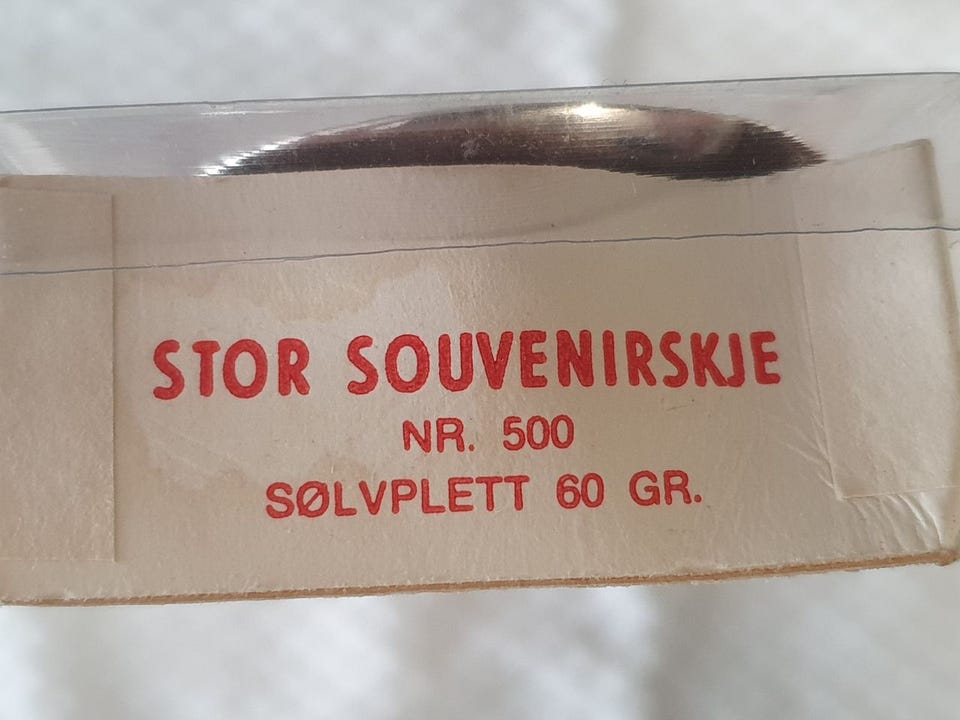 STOR SOUVENIRSKJE
NR. 500
SØLVPLETT 60 GR.